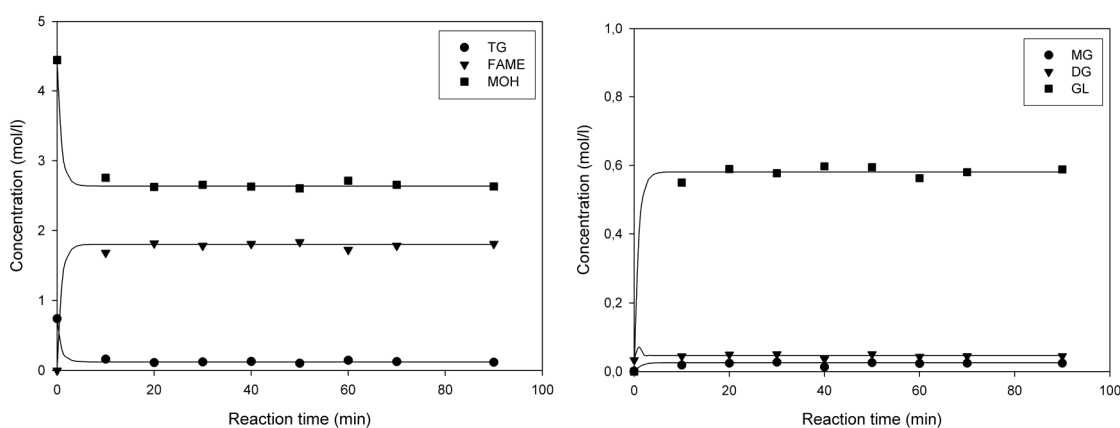 5
4
3
2
1
0
Concentration (mol/l)
TG
FAME
MOH
0 20 40 60 80 100
Reaction time (min)
1,0
0,8
0,6
0,4
0,2
0,0
Concentration (mol/l)
MG
DG
GL
0 20 40 60 80 100
Reaction time (min)